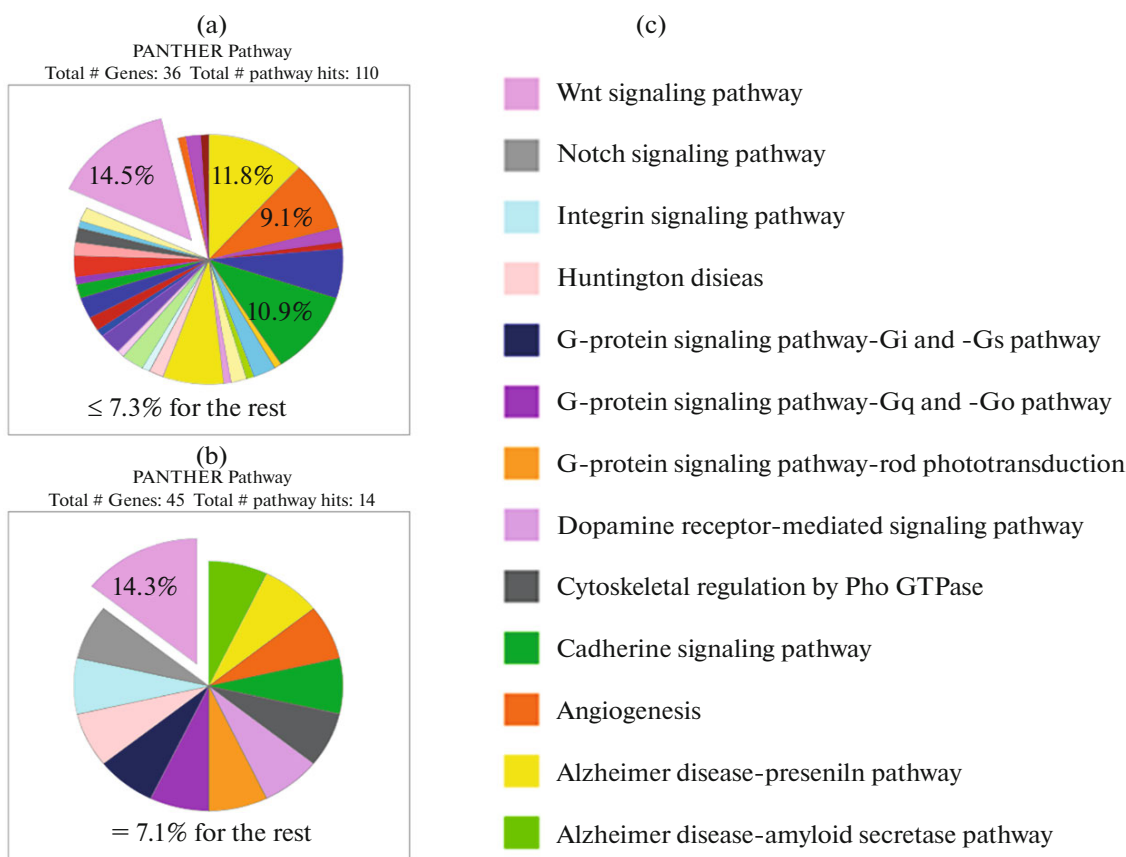 (a)
PANTHER Pathway
Total # Genes: 36 Total # pathway hits: 110
14.5%
11.8%
9.1%
10.9%
≤ 7.3% for the rest
(b)
PANTHER Pathway
Total # Genes: 45 Total # pathway hits: 14
14.3%
= 7.1% for the rest
(c)
Wnt signaling pathway
Notch signaling pathway
Integrin signaling pathway
Huntington disieas
G-protein signaling pathway-Gi and -Gs pathway
G-protein signaling pathway-Gq and -Go pathway
G-protein signaling pathway-rod phototransduction
Dopamine receptor-mediated signaling pathway
Cytoskeletal regulation by Pho GTPase
Cadherine signaling pathway
Angiogenesis
Alzheimer disease-preseniln pathway
Alzheimer disease-amyloid secretase pathway